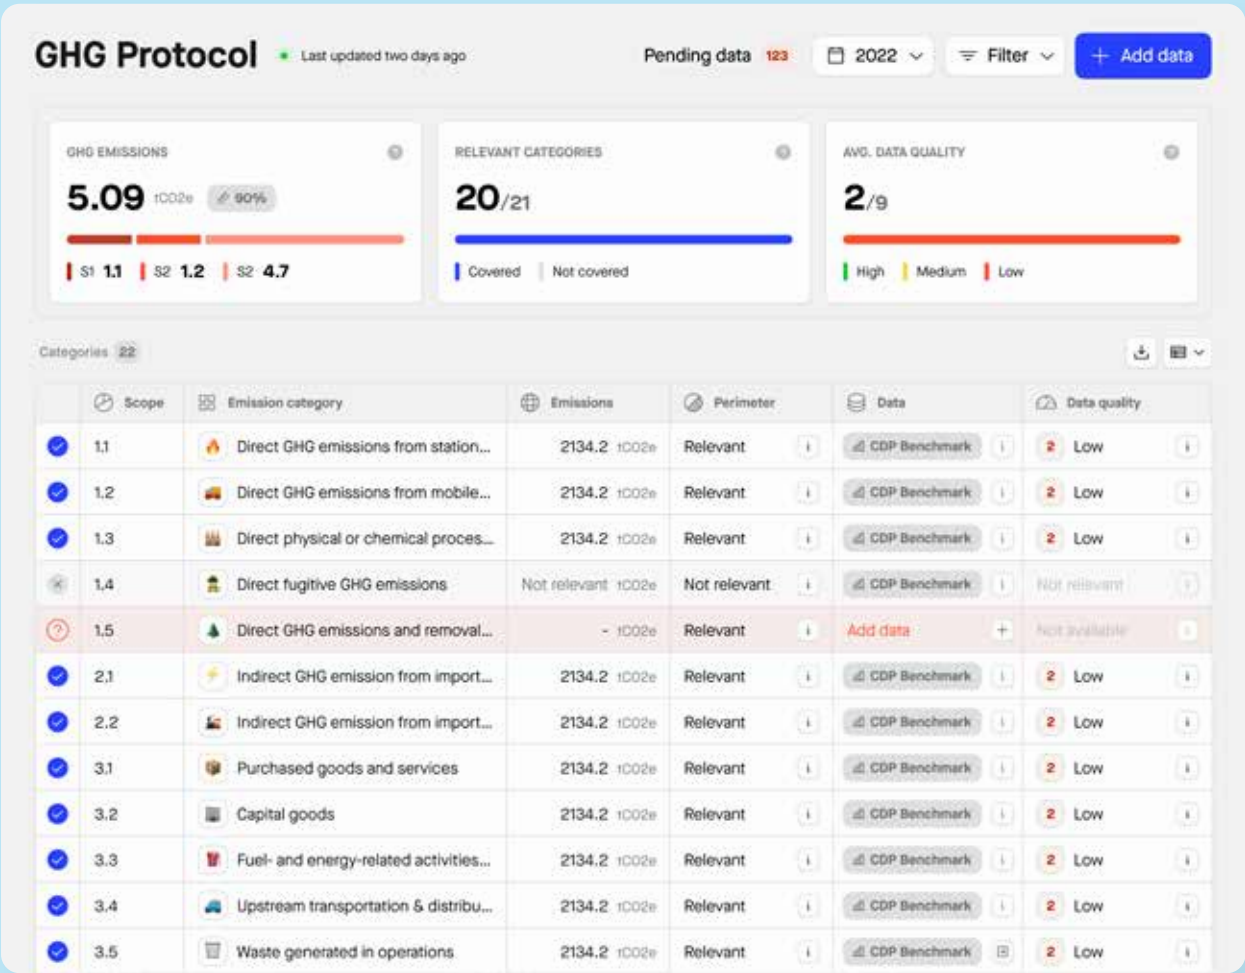 GHG Protocol Last updated two days ago Pending data 123 2022 Filter + Add data
GHG EMISSIONS ? RELEVANT CATEGORIES ? AVG. DATA QUALITY ?
5.09 tCO2e 90% 20/21 2/9
S1 1.1 S2 1.2 S2 4.7 Covered Not covered High Medium Low
Categories 22
Scope Emission category Emissions Perimeter Data Data quality
1.1 Direct GHG emissions from station... 2134.2 tCO2e Relevant i CDP Benchmark i 2 Low i
1.2 Direct GHG emissions from mobile... 2134.2 tCO2e Relevant i CDP Benchmark i 2 Low i
1.3 Direct physical or chemical proces... 2134.2 tCO2e Relevant i CDP Benchmark i 2 Low i
1.4 Direct fugitive GHG emissions Not relevant tCO2e Not relevant i CDP Benchmark i Not relevant i
? 1.5 Direct GHG emissions and removal... - tCO2e Relevant i Add data + Not available i
2.1 Indirect GHG emission from import... 2134.2 tCO2e Relevant i CDP Benchmark i 2 Low i
2.2 Indirect GHG emission from import... 2134.2 tCO2e Relevant i CDP Benchmark i 2 Low i
3.1 Purchased goods and services 2134.2 tCO2e Relevant i CDP Benchmark i 2 Low i
3.2 Capital goods 2134.2 tCO2e Relevant i CDP Benchmark i 2 Low i
3.3 Fuel- and energy-related activities... 2134.2 tCO2e Relevant i CDP Benchmark i 2 Low i
3.4 Upstream transportation & distribu... 2134.2 tCO2e Relevant i CDP Benchmark i 2 Low i
3.5 Waste generated in operations 2134.2 tCO2e Relevant i CDP Benchmark 2 Low i